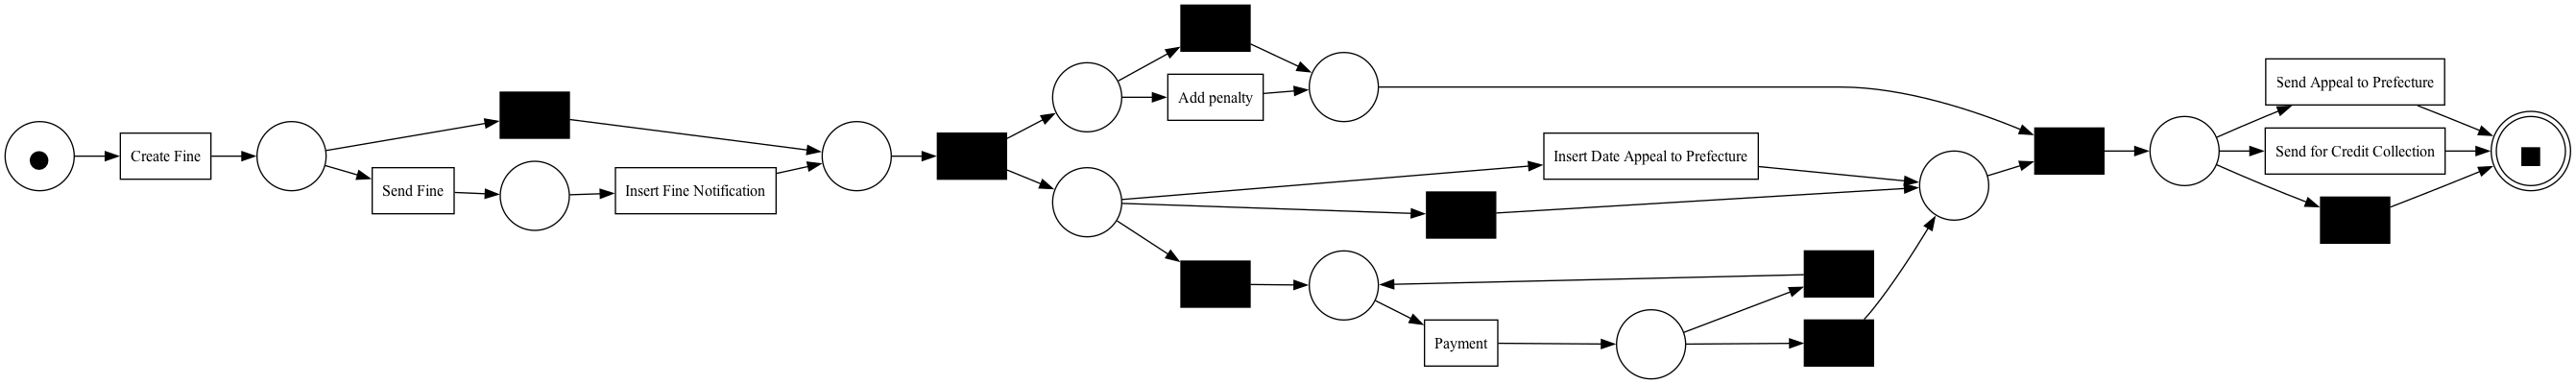 Create Fine
Send Fine
Insert Fine Notification
Add penalty
Insert Date Appeal to Prefecture
Payment
Send Appeal to Prefecture
Send for Credit Collection